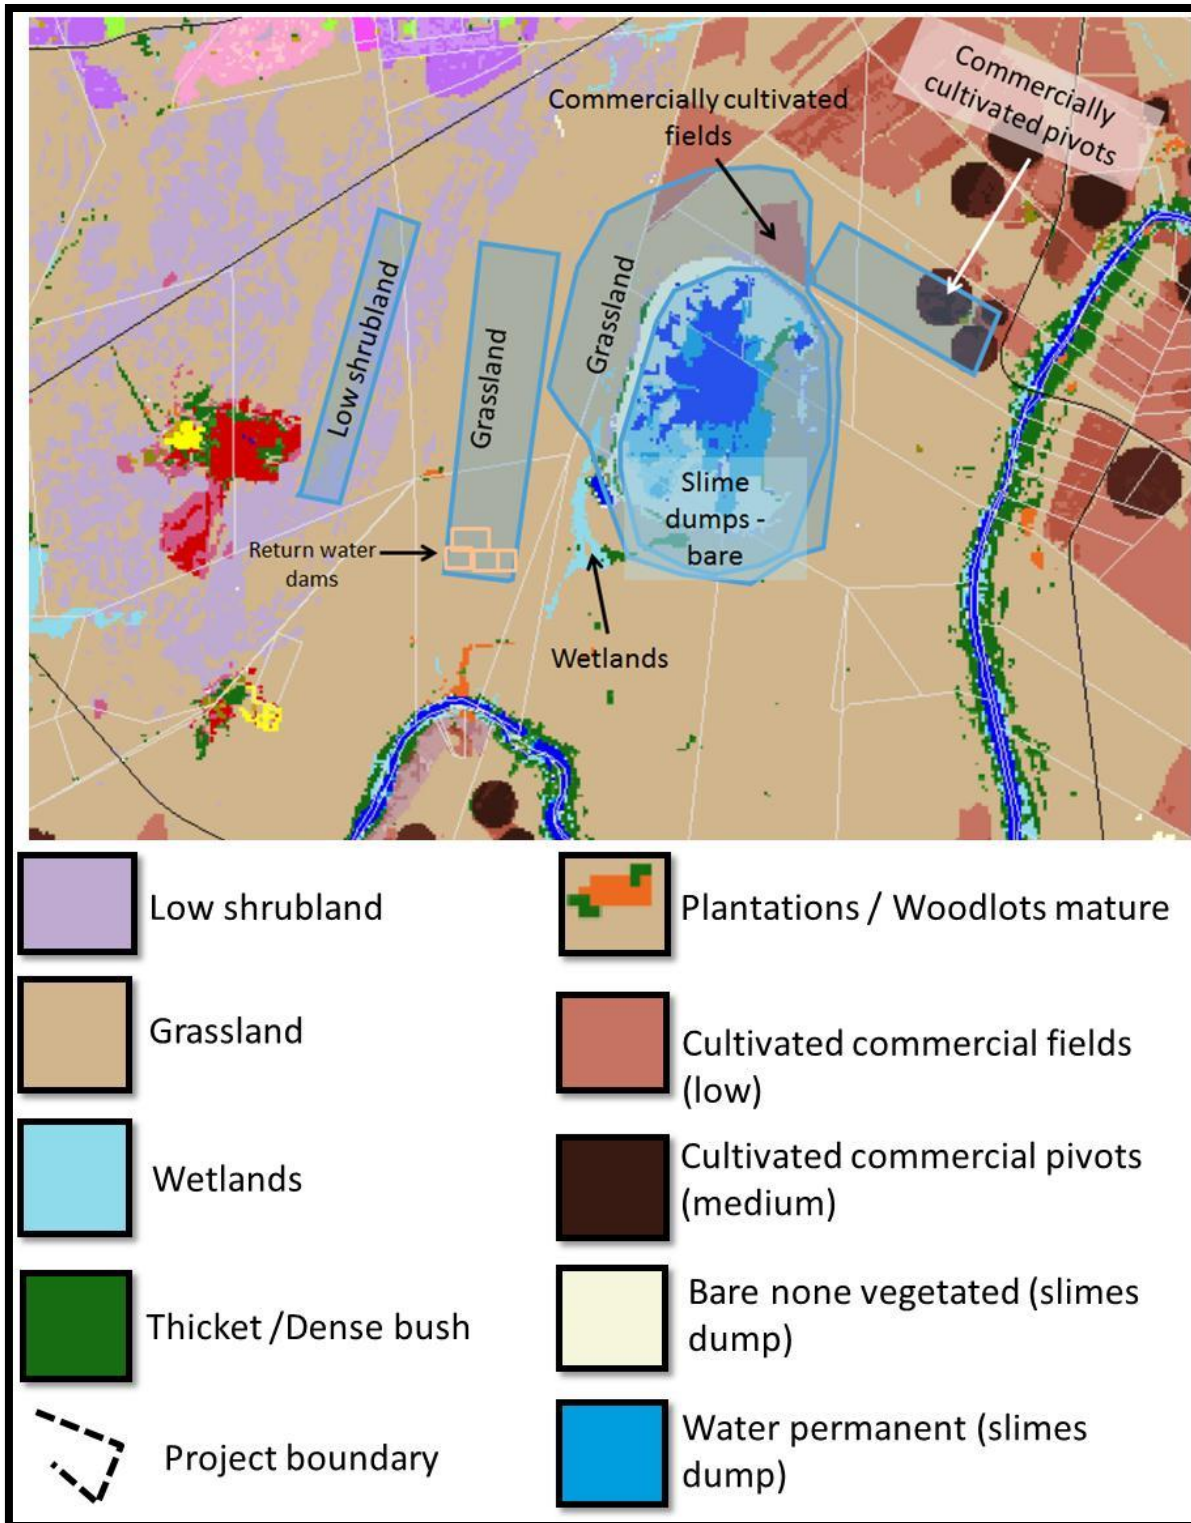 Commercially
cultivated pivots
Commercially cultivated
fields
Low shrubland
Grassland
Grassland
Slime
dumps -
bare
Return water
dams
Wetlands
Low shrubland
Plantations / Woodlots mature
Grassland
Cultivated commercial fields
(low)
Wetlands
Cultivated commercial pivots
(medium)
Thicket /Dense bush
Bare none vegetated (slimes
dump)
Project boundary
Water permanent (slimes
dump)